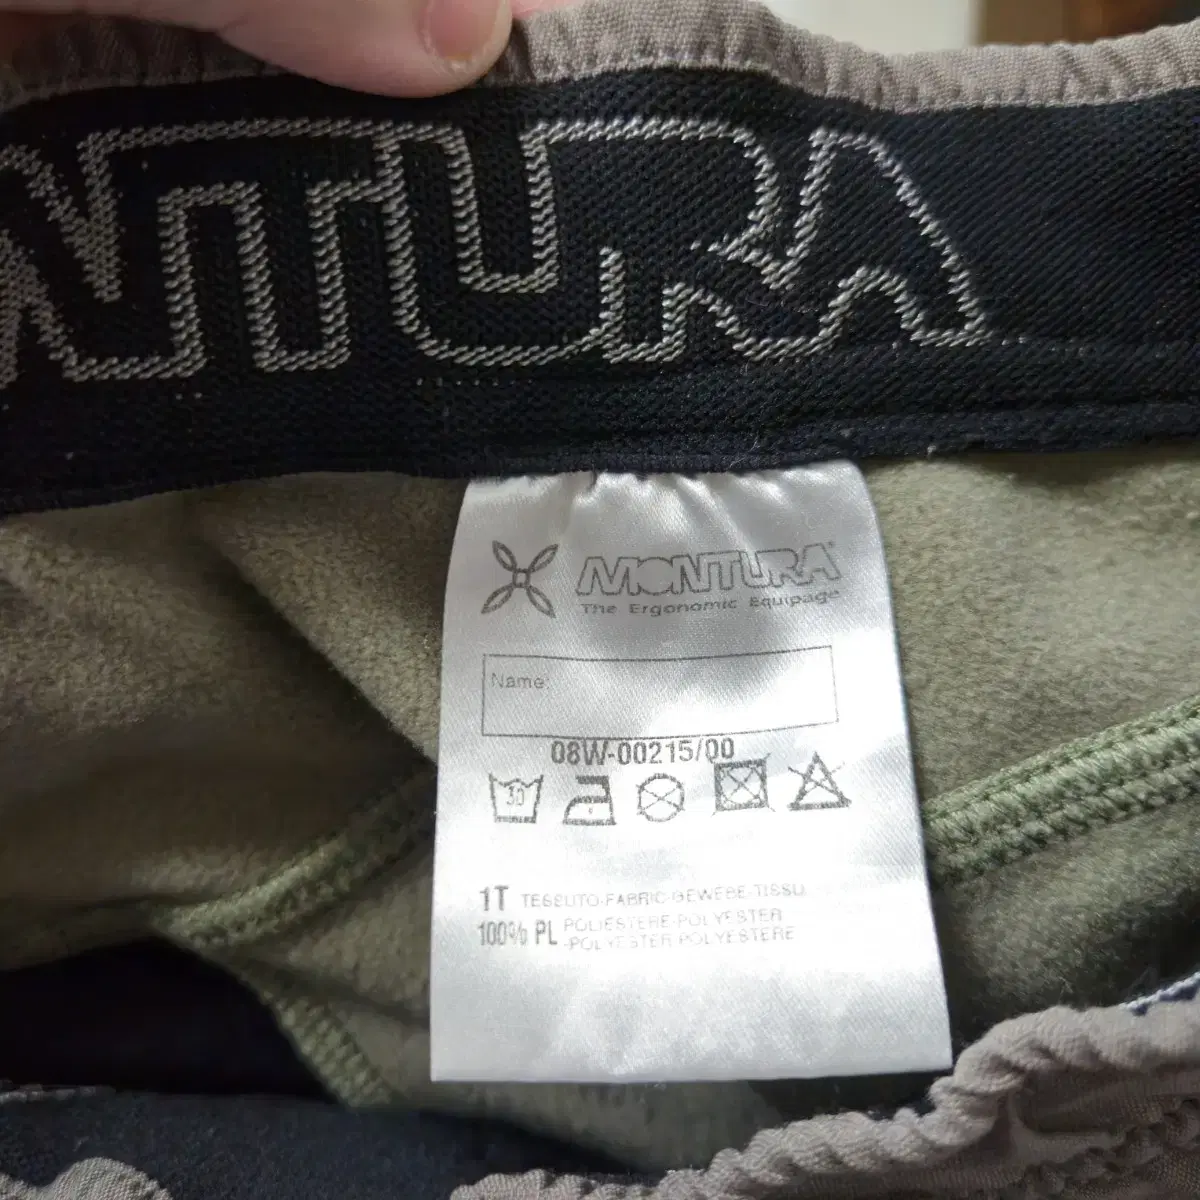 NTURA
MONTURA
The Ergonomic Equipage
Name:
08W-00215/00
30
1T TESSUTO-FABRIC-GEWEBE-TISSU
100% PL POLIESTERE-POLYESTER
-POLYESTER POLYESTERE